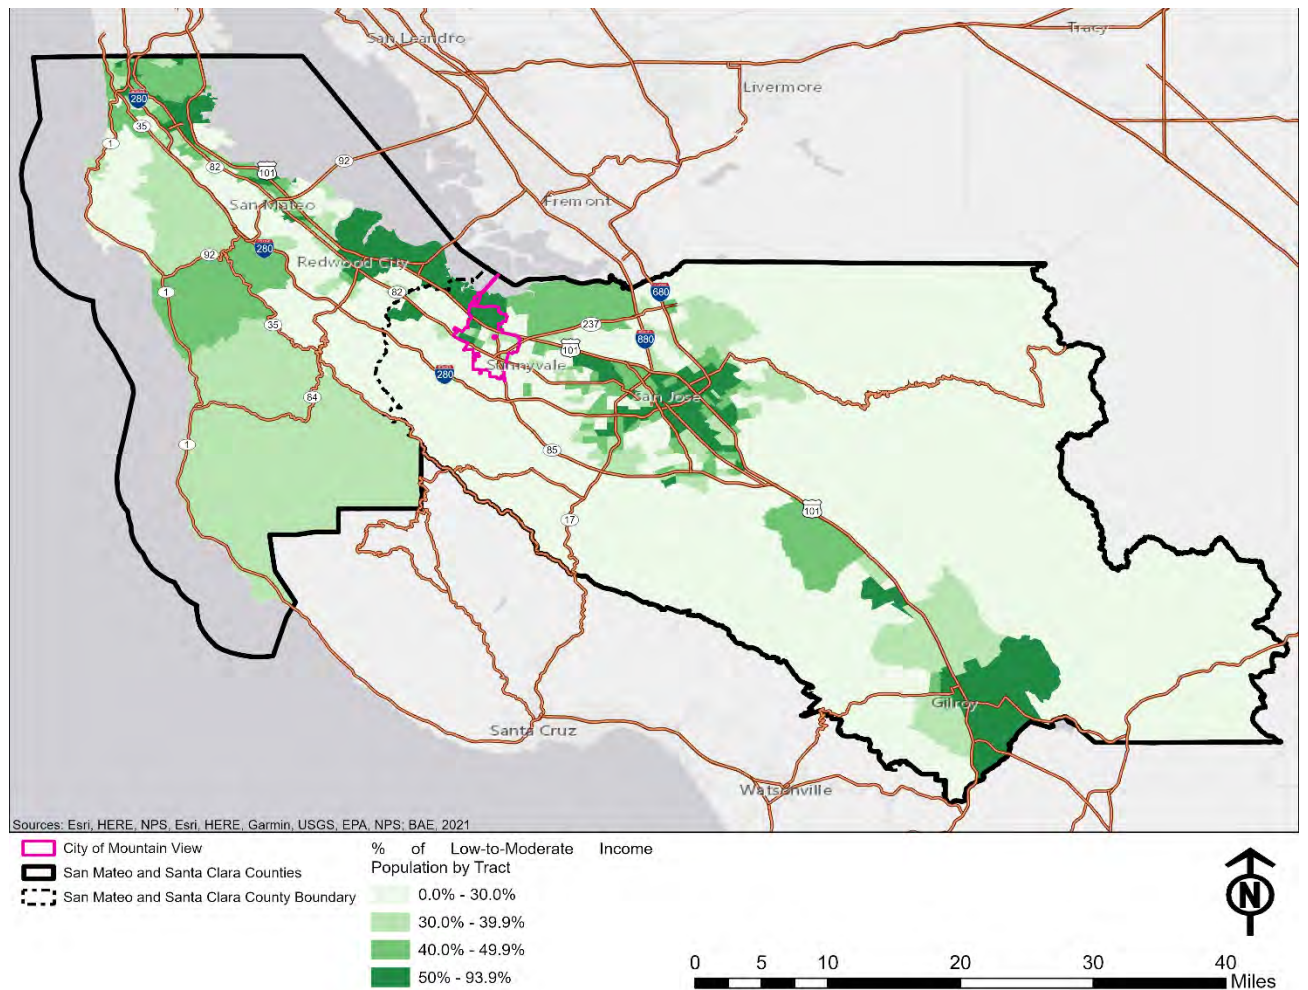 San Leandro
Tracy
Livermore
280
35
1
82
101
92
San Mateo
Fremont
92
280
Redwood City
1
82
35
680
237
880
101
Sunnyvale
280
San Jose
84
1
85
101
17
Gilroy
Santa Cruz
Watsonville
Sources: Esri, HERE, NPS, Esri, HERE, Garmin, USGS, EPA, NPS; BAE, 2021
City of Mountain View
San Mateo and Santa Clara Counties
San Mateo and Santa Clara County Boundary
% of Low-to-Moderate Income
Population by Tract
0.0% - 30.0%
30.0% - 39.9%
40.0% - 49.9%
50% - 93.9%
N
0 5 10 20 30 40
Miles